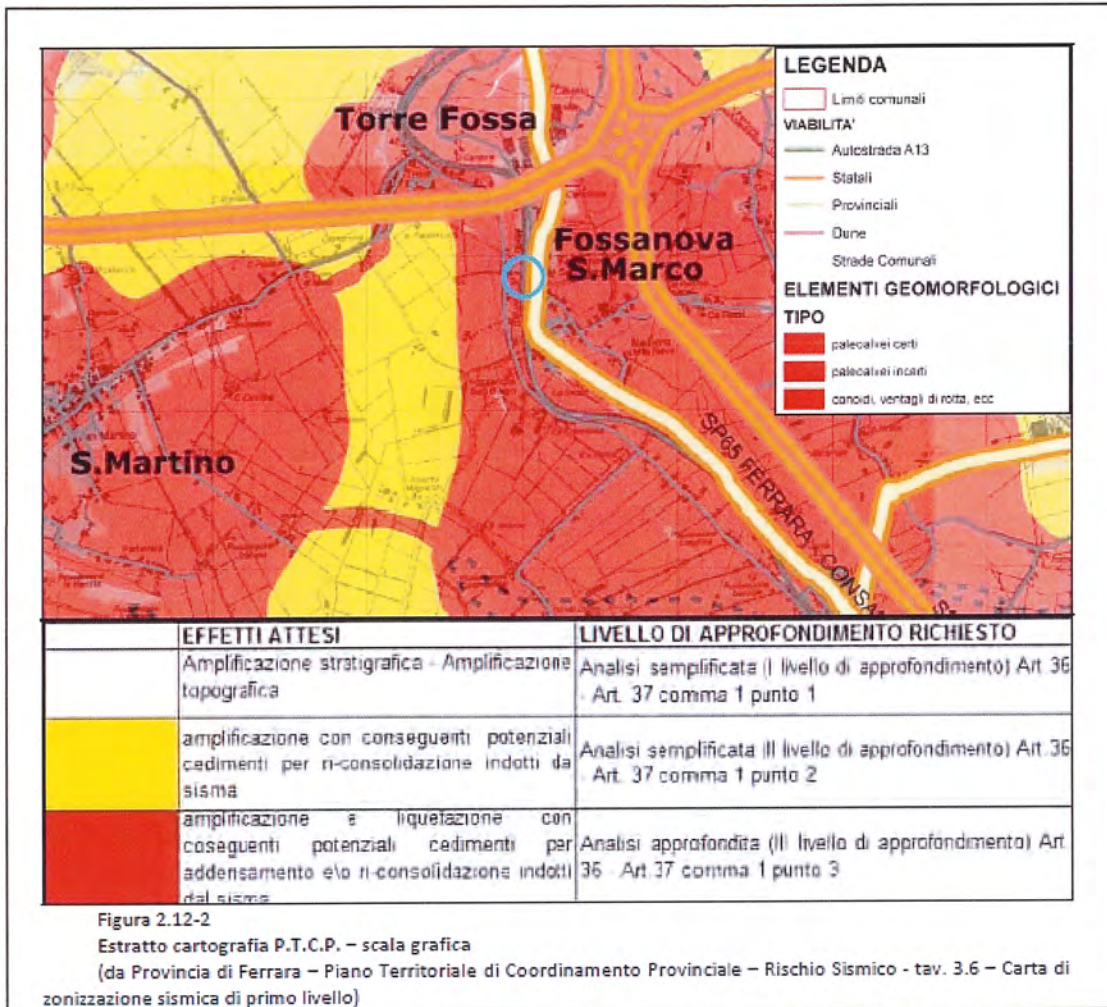 Torre Fossa
Fossanova
S.Marco
S.Martino
SP65 FERRARA - CONSA
LEGENDA
Limiti comunali
VIABILITA'
Autostrada A13
Statali
Provinciali
Dune
Strade Comunali
ELEMENTI GEOMORFOLOGICI
TIPO
paleoalvei certi
paleoalvei incerti
conoidi, ventagli di rotta, ecc
EFFETTI ATTESI
LIVELLO DI APPROFONDIMENTO RICHIESTO
Amplificazione stratigrafica - Amplificazione
topografica
Analisi semplificata (I livello di approfondimento) Art 36
- Art. 37 comma 1 punto 1
amplificazione con conseguenti potenziali
cedimenti per ri-consolidazione indotti da
sisma
Analisi semplificata (II livello di approfondimento) Art.36
- Art. 37 comma 1 punto 2
amplificazione e liquefazione con
coseguenti potenziali cedimenti per
addensamento e\o ri-consolidazione indotti
dal sisma
Analisi approfondita (III livello di approfondimento) Art
36 - Art.37 comma 1 punto 3
Figura 2.12-2
Estratto cartografia P.T.C.P. – scala grafica
(da Provincia di Ferrara – Piano Territoriale di Coordinamento Provinciale – Rischio Sismico - tav. 3.6 – Carta di
zonizzazione sismica di primo livello)